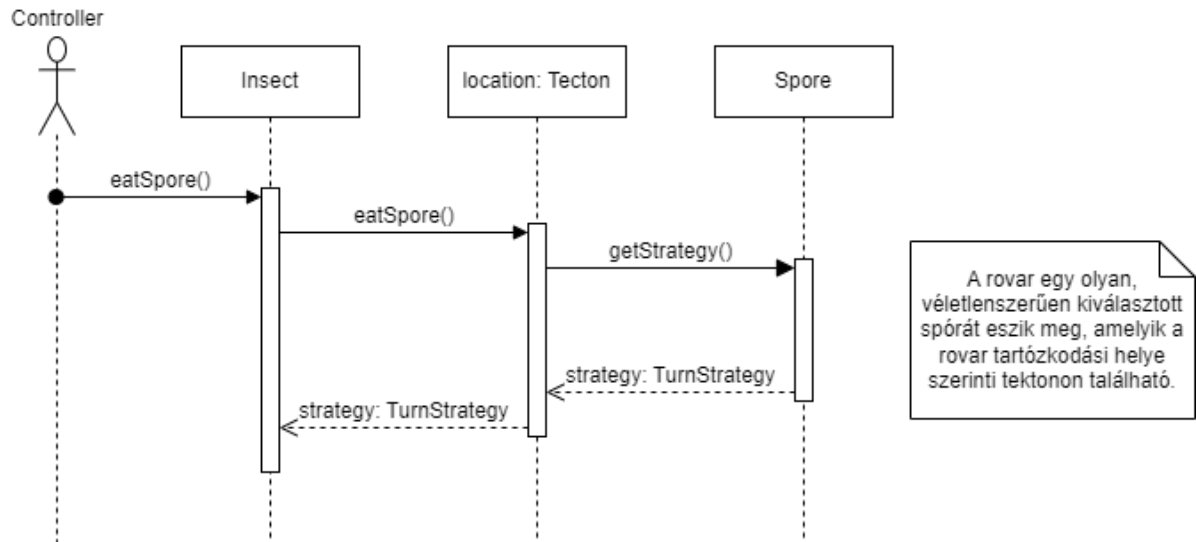 Controller
Insect
location: Tecton
Spore
eatSpore()
eatSpore()
getStrategy()
A rovar egy olyan,
véletlenszerűen kiválasztott
spórát eszik meg, amelyik a
rovar tartózkodási helye
szerinti tektonon található.
strategy: TurnStrategy
strategy: TurnStrategy